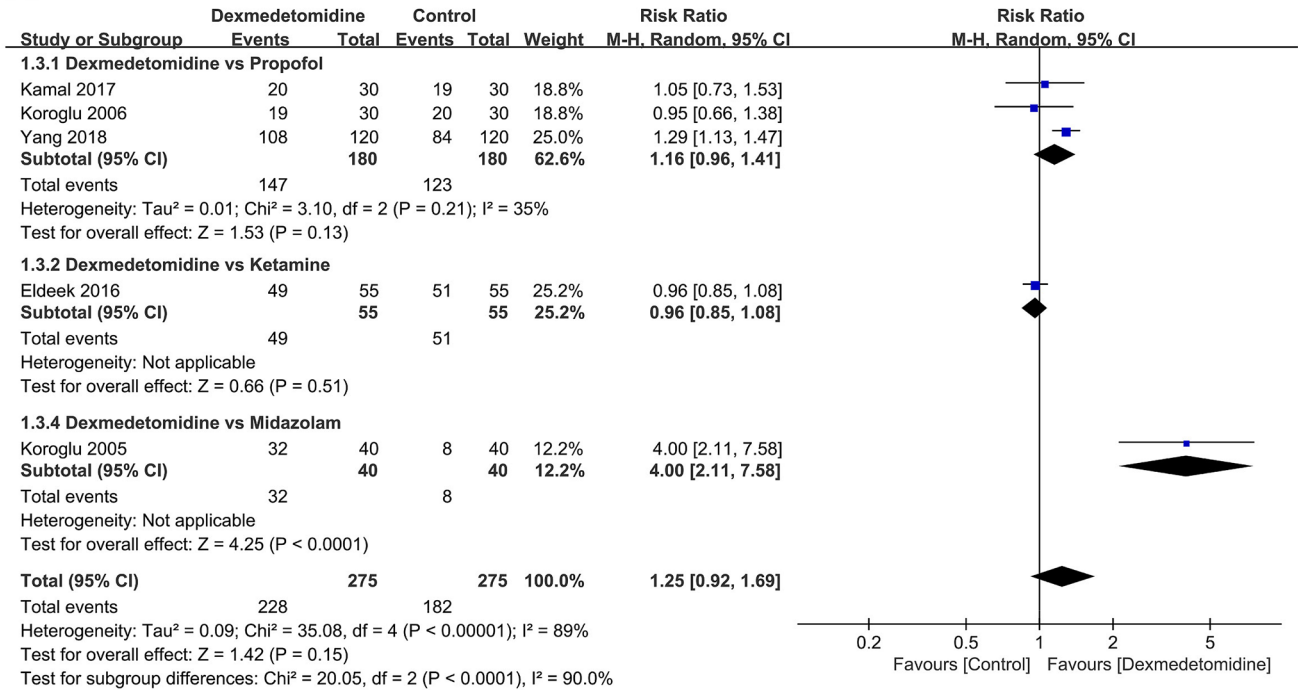 Dexmedetomidine Control Risk Ratio Risk Ratio
Study or Subgroup Events Total Events Total Weight M-H, Random, 95% CI M-H, Random, 95% CI
1.3.1 Dexmedetomidine vs Propofol
Kamal 2017 20 30 19 30 18.8% 1.05 [0.73, 1.53]
Koroglu 2006 19 30 20 30 18.8% 0.95 [0.66, 1.38]
Yang 2018 108 120 84 120 25.0% 1.29 [1.13, 1.47]
Subtotal (95% CI) 180 180 62.6% 1.16 [0.96, 1.41]
Total events 147 123
Heterogeneity: Tau² = 0.01; Chi² = 3.10, df = 2 (P = 0.21); I² = 35%
Test for overall effect: Z = 1.53 (P = 0.13)
1.3.2 Dexmedetomidine vs Ketamine
Eldeek 2016 49 55 51 55 25.2% 0.96 [0.85, 1.08]
Subtotal (95% CI) 55 55 25.2% 0.96 [0.85, 1.08]
Total events 49 51
Heterogeneity: Not applicable
Test for overall effect: Z = 0.66 (P = 0.51)
1.3.4 Dexmedetomidine vs Midazolam
Koroglu 2005 32 40 8 40 12.2% 4.00 [2.11, 7.58]
Subtotal (95% CI) 40 40 12.2% 4.00 [2.11, 7.58]
Total events 32 8
Heterogeneity: Not applicable
Test for overall effect: Z = 4.25 (P < 0.0001)
Total (95% CI) 275 275 100.0% 1.25 [0.92, 1.69]
Total events 228 182
Heterogeneity: Tau² = 0.09; Chi² = 35.08, df = 4 (P < 0.00001); I² = 89%
Test for overall effect: Z = 1.42 (P = 0.15)
Test for subgroup differences: Chi² = 20.05, df = 2 (P < 0.0001), I² = 90.0%
0.2 0.5 1 2 5
Favours [Control] Favours [Dexmedetomidine]